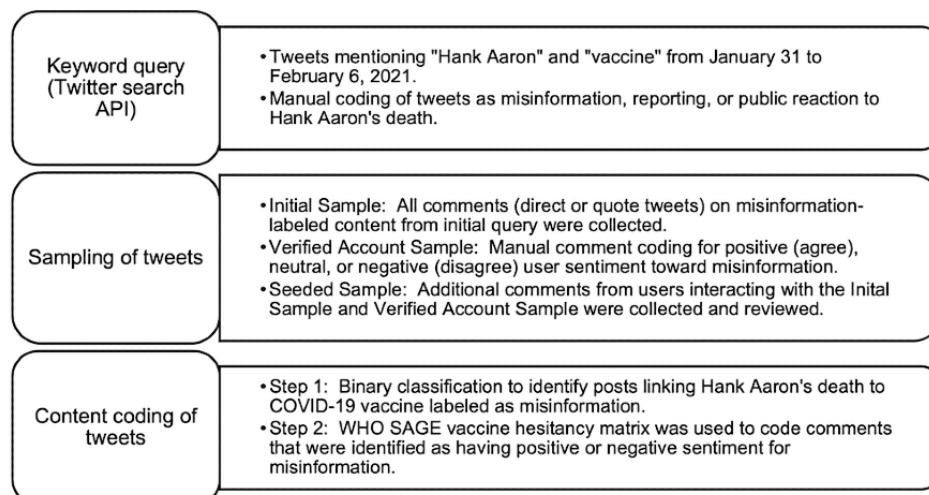 Keyword query
(Twitter search
API)
•Tweets mentioning "Hank Aaron" and "vaccine" from January 31 to
February 6, 2021.
•Manual coding of tweets as misinformation, reporting, or public reaction to
Hank Aaron's death.
Sampling of tweets
•Initial Sample: All comments (direct or quote tweets) on misinformation-
labeled content from initial query were collected.
•Verified Account Sample: Manual comment coding for positive (agree),
neutral, or negative (disagree) user sentiment toward misinformation.
•Seeded Sample: Additional comments from users interacting with the Inital
Sample and Verified Account Sample were collected and reviewed.
Content coding of
tweets
•Step 1: Binary classification to identify posts linking Hank Aaron's death to
COVID-19 vaccine labeled as misinformation.
•Step 2: WHO SAGE vaccine hesitancy matrix was used to code comments
that were identified as having positive or negative sentiment for
misinformation.